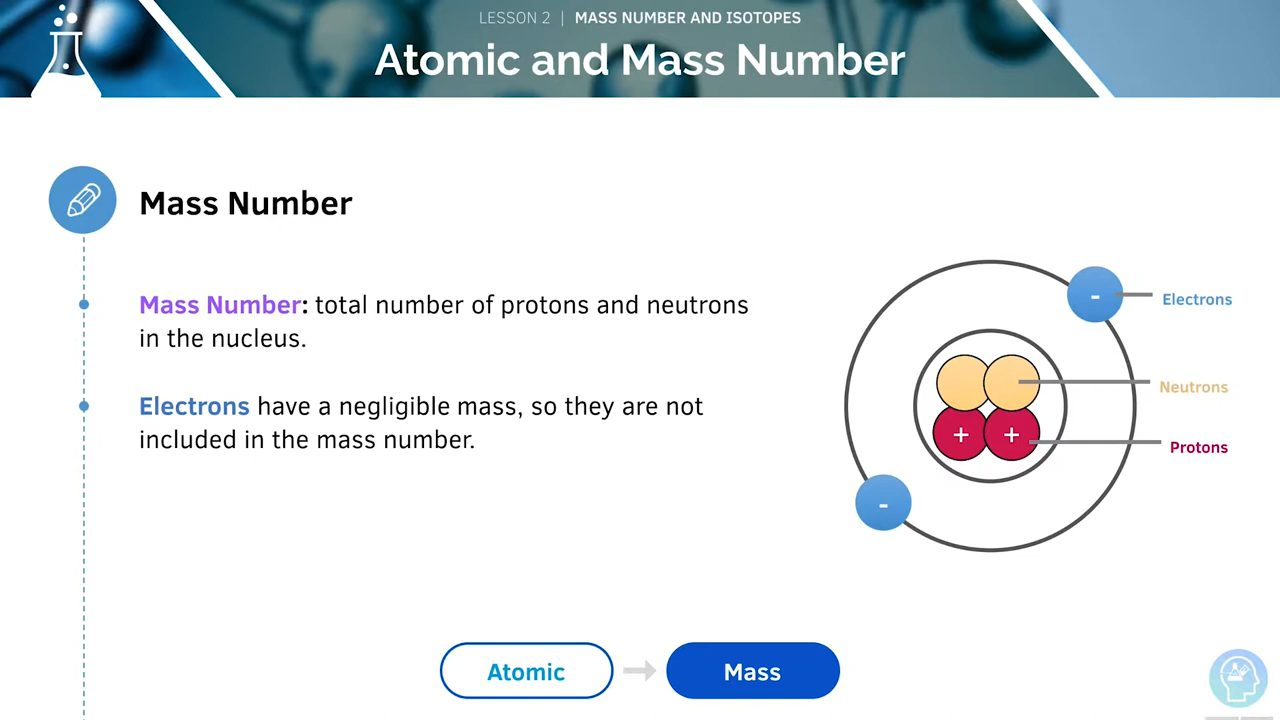 LESSON 2 | MASS NUMBER AND ISOTOPES
Atomic and Mass Number
Mass Number
Mass Number: total number of protons and neutrons
in the nucleus.
Electrons have a negligible mass, so they are not
included in the mass number.
- Electrons
Neutrons
+ + Protons
-
Atomic
Mass